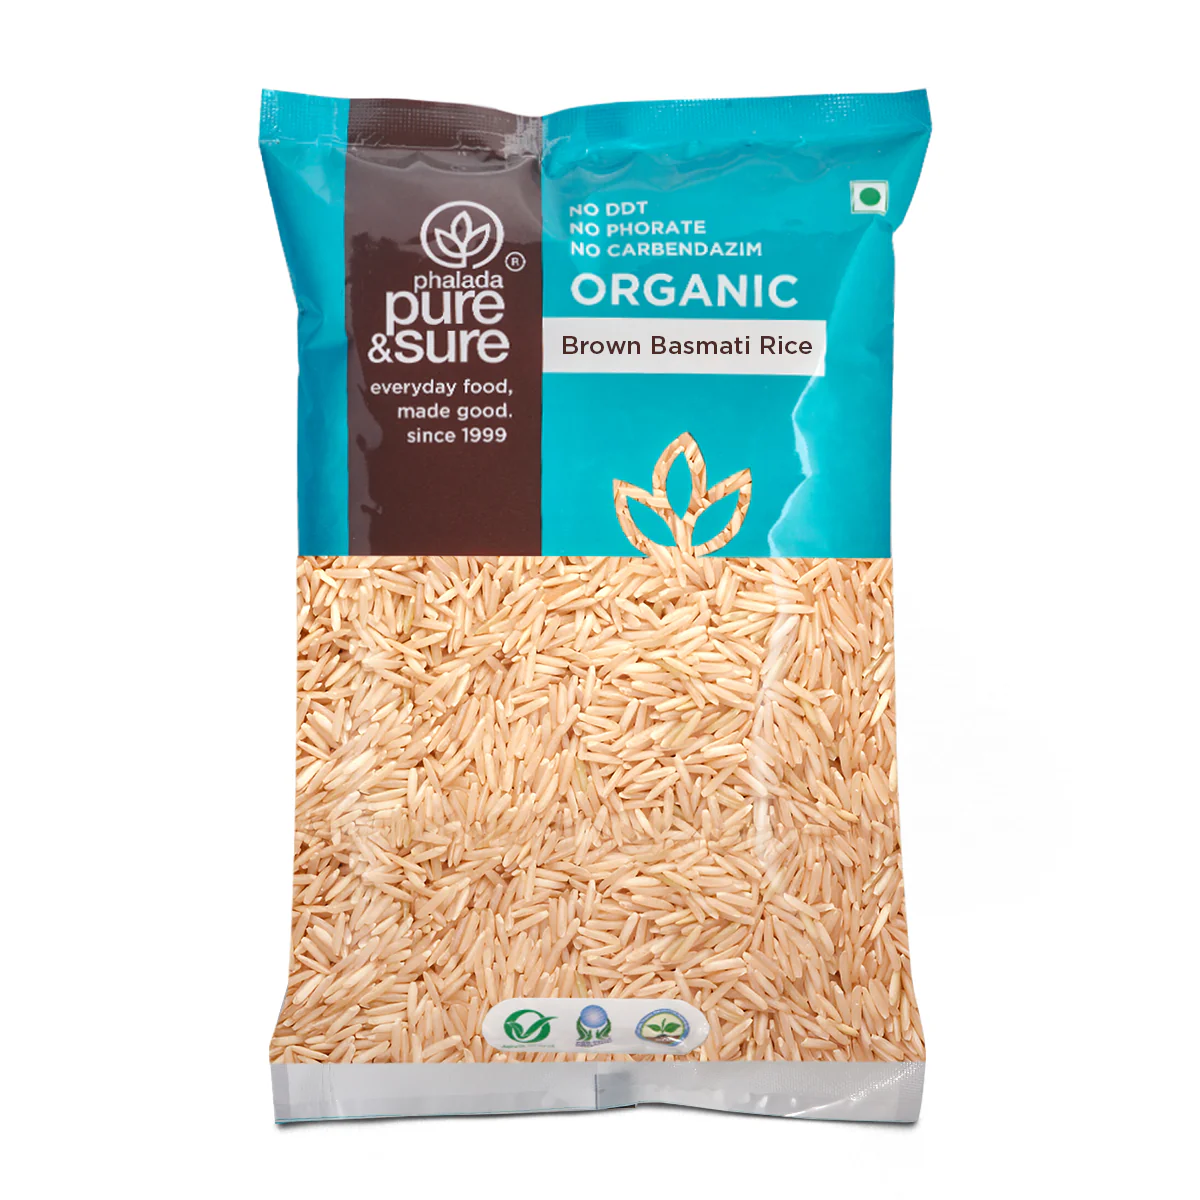 phalada
pure
&sure
®
everyday food,
made good.
since 1999
NO DDT
NO PHORATE
NO CARBENDAZIM
ORGANIC
Brown Basmati Rice